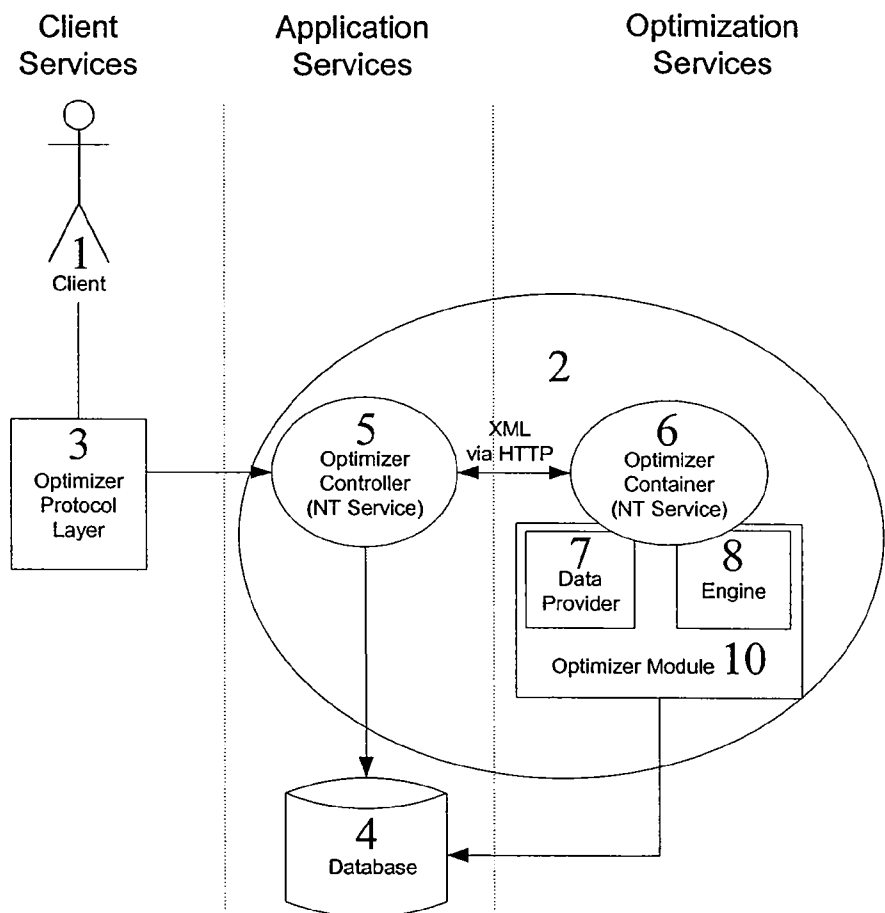 Client
Services
Application
Services
Optimization
Services
1
Client
2
3
Optimizer
Protocol
Layer
5
Optimizer
Controller
(NT Service)
XML
via HTTP
6
Optimizer
Container
(NT Service)
7
Data
Provider
8
Engine
Optimizer Module 10
4
Database